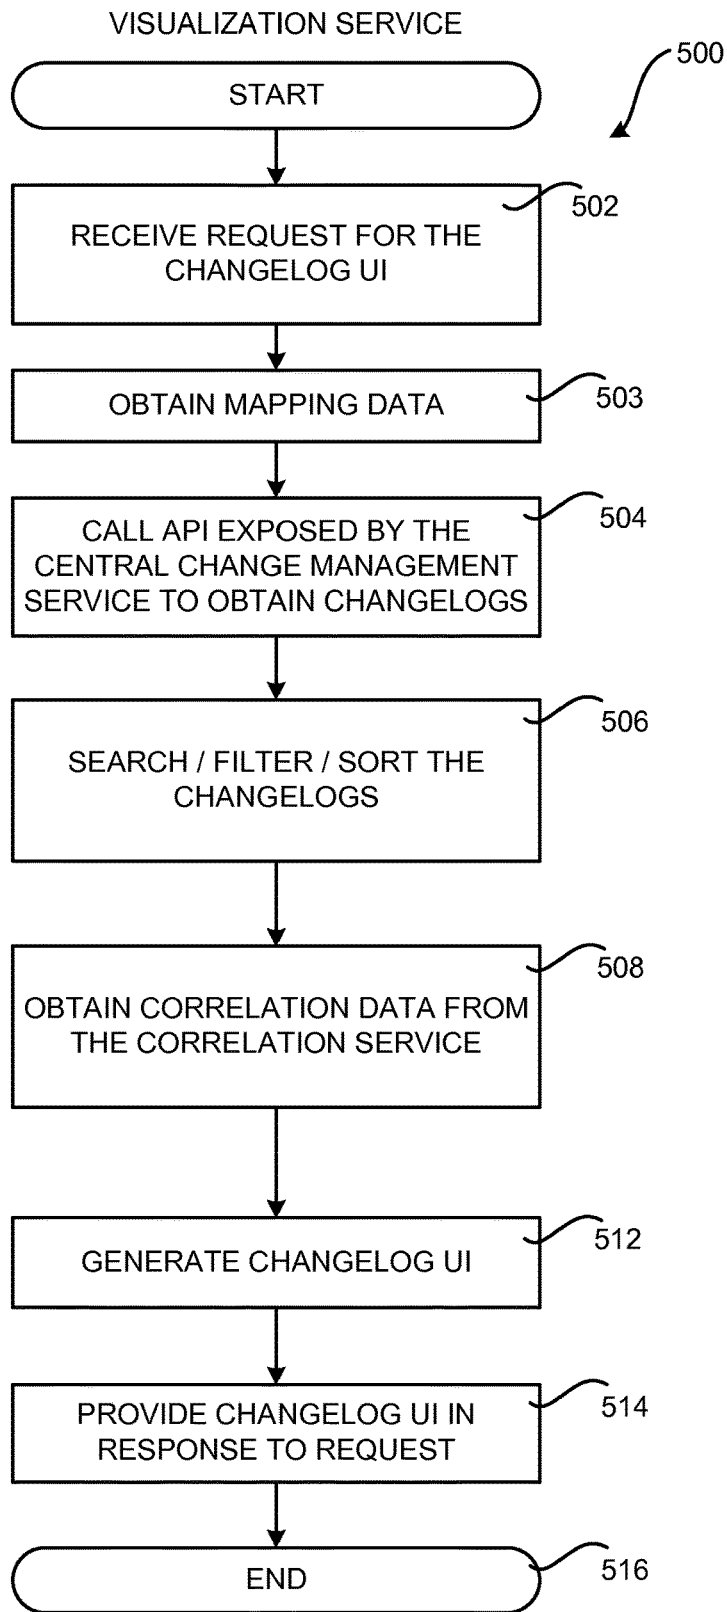 VISUALIZATION SERVICE
500
START
502
RECEIVE REQUEST FOR THE
CHANGELOG UI
503
OBTAIN MAPPING DATA
504
CALL API EXPOSED BY THE
CENTRAL CHANGE MANAGEMENT
SERVICE TO OBTAIN CHANGELOGS
506
SEARCH / FILTER / SORT THE
CHANGELOGS
508
OBTAIN CORRELATION DATA FROM
THE CORRELATION SERVICE
512
GENERATE CHANGELOG UI
514
PROVIDE CHANGELOG UI IN
RESPONSE TO REQUEST
516
END